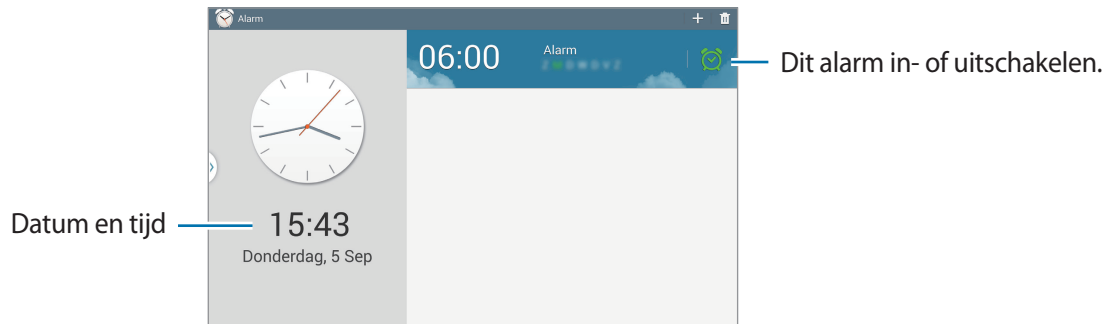 Alarm
06:00
Alarm
Dit alarm in- of uitschakelen.
Datum en tijd
15:43
Donderdag, 5 Sep